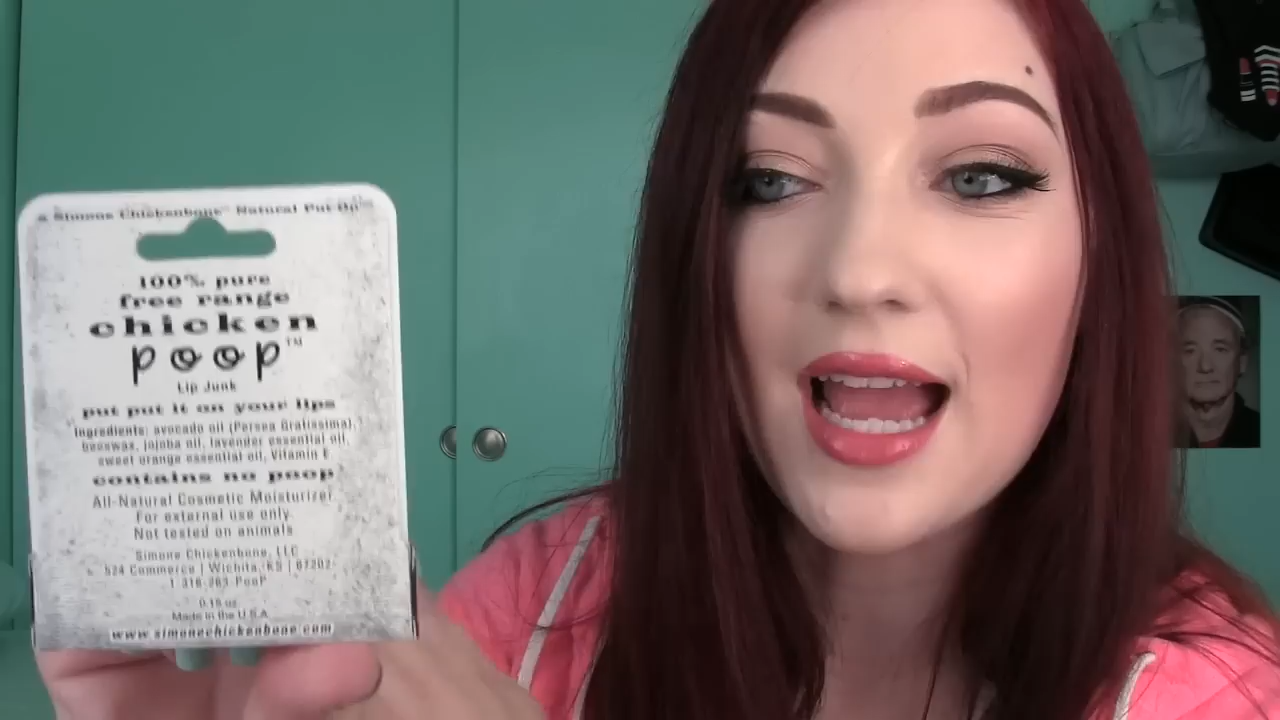 a Simone Chickenbone™ Natural Put-On™
100% pure
free range
chicken
poop™
Lip Junk
put put it on your lips
Ingredients: avocado oil (Persea Gratissima),
beeswax, jojoba oil, lavender essential oil,
sweet orange essential oil, Vitamin E
contains no poop
All-Natural Cosmetic Moisturizer
For external use only.
Not tested on animals
Simone Chickenbone, LLC
524 Commerce | Wichita, KS | 67202
1-316-263-PooP
0.15 oz
Made in the U.S.A.
www.simonechickenbone.com